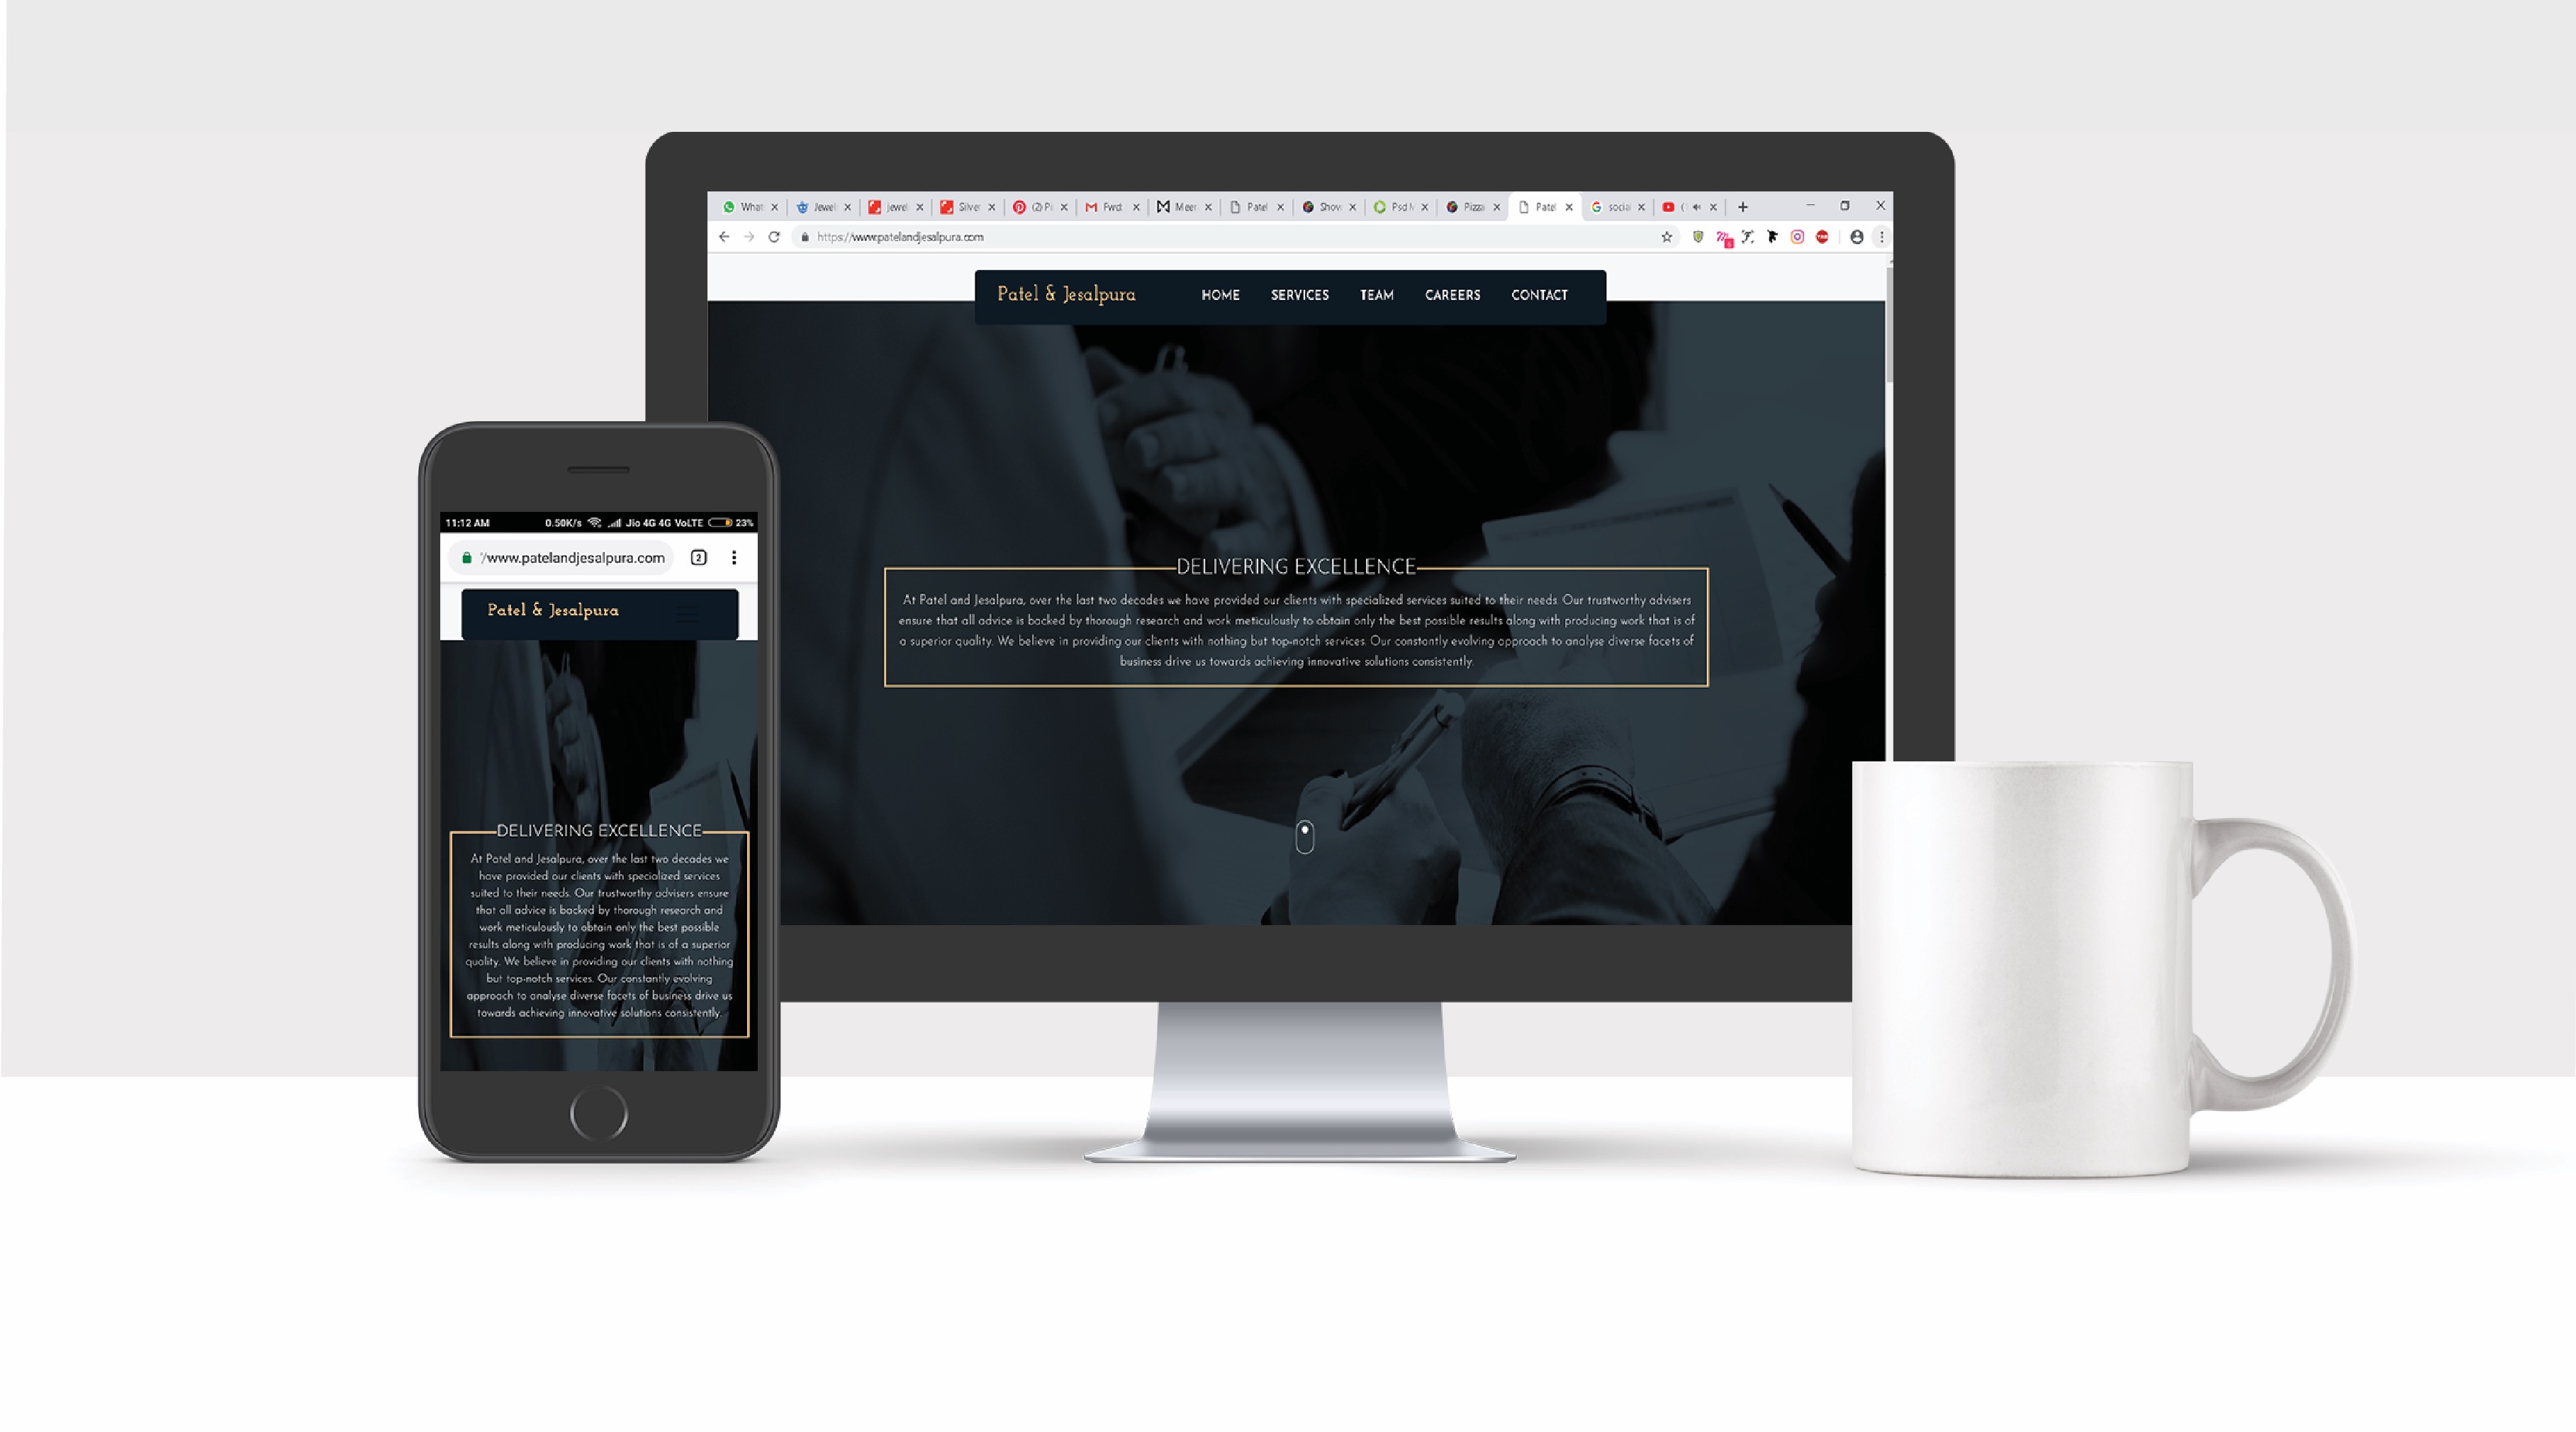 What
Jewel
jewel
Silver
(2) Pi
Fwd:
Meer
Patel
Show
Psd M
Pizza
Patel
social
https://www.patelandjesalpura.com
Patel & Jesalpura HOME SERVICES TEAM CAREERS CONTACT
DELIVERING EXCELLENCE
At Patel and Jesalpura, over the last two decades we have provided our clients with specialized services suited to their needs. Our trustworthy advisers
ensure that all advice is backed by thorough research and work meticulously to obtain only the best possible results along with producing work that is of
a superior quality. We believe in providing our clients with nothing but top-notch services. Our constantly evolving approach to analyse diverse facets of
business drive us towards achieving innovative solutions consistently.
11:12 AM 0.50K/s Jio 4G 4G VoLTE 23%
/www.patelandjesalpura.com 2
Patel & Jesalpura
DELIVERING EXCELLENCE
At Patel and Jesalpura, over the last two decades we
have provided our clients with specialized services
suited to their needs. Our trustworthy advisers ensure
that all advice is backed by thorough research and
work meticulously to obtain only the best possible
results along with producing work that is of a superior
quality. We believe in providing our clients with nothing
but top-notch services. Our constantly evolving
approach to analyse diverse facets of business drive us
towards achieving innovative solutions consistently.